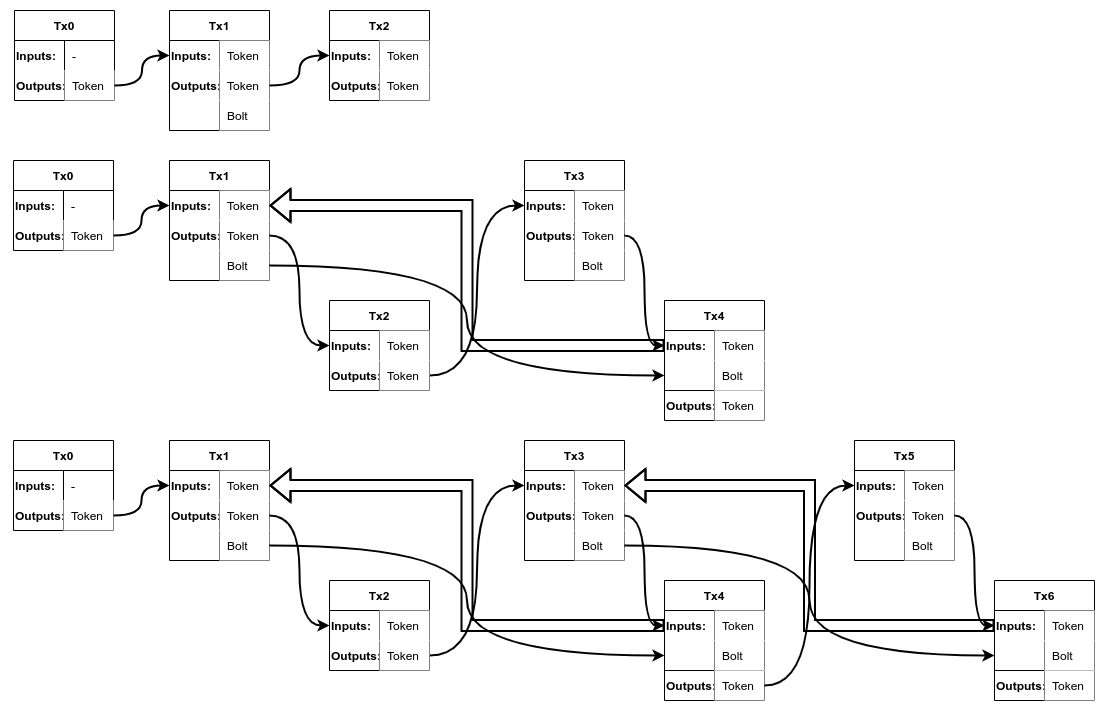 Tx0 Tx1 Tx2
Inputs: - Inputs: Token Inputs: Token
Outputs: Token Outputs: Token Outputs: Token
Bolt
Tx0 Tx1 Tx3
Inputs: - Inputs: Token Inputs: Token
Outputs: Token Outputs: Token Outputs: Token
Bolt Bolt
Tx2 Tx4
Inputs: Token Inputs: Token
Outputs: Token Bolt
Outputs: Token
Tx0 Tx1 Tx3 Tx5
Inputs: - Inputs: Token Inputs: Token Inputs: Token
Outputs: Token Outputs: Token Outputs: Token Outputs: Token
Bolt Bolt Bolt
Tx2 Tx4 Tx6
Inputs: Token Inputs: Token Inputs: Token
Outputs: Token Bolt Bolt
Outputs: Token Outputs: Token